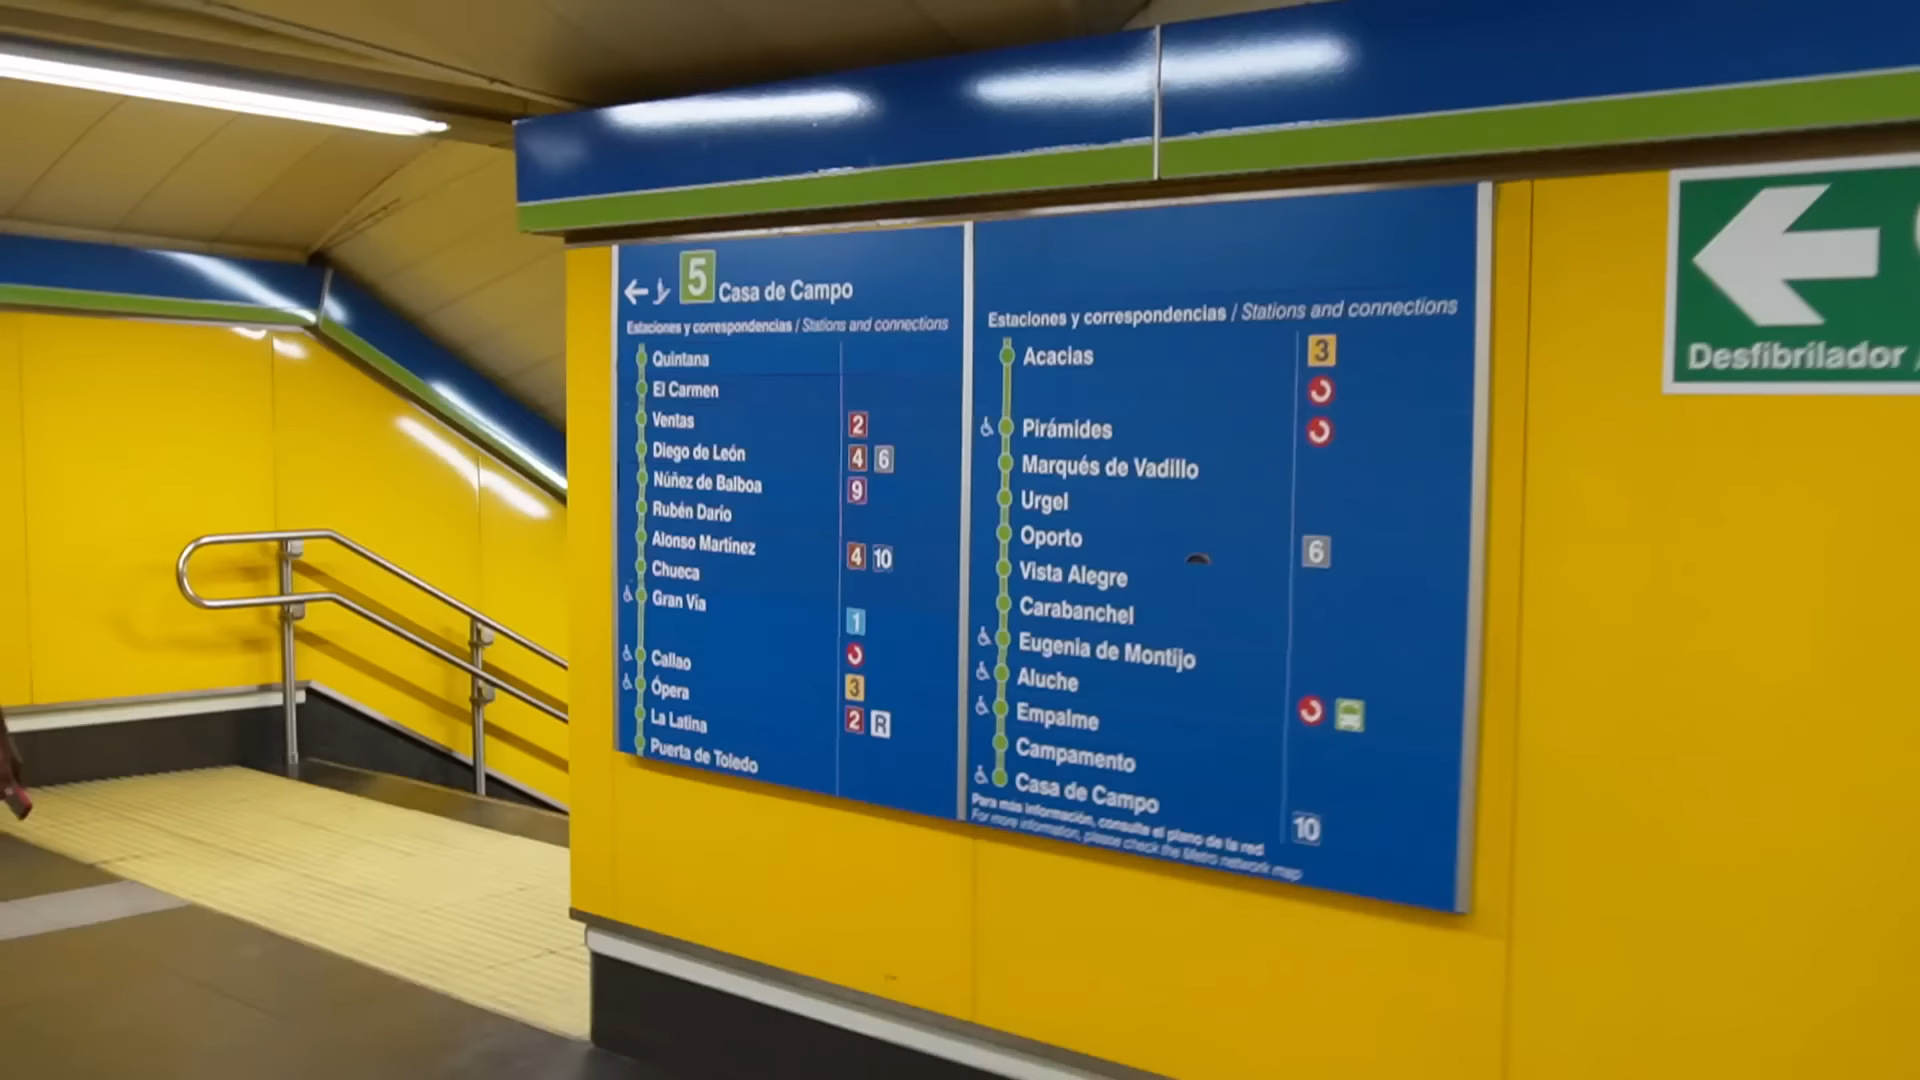 5 Casa de Campo
Estaciones y correspondencias / Stations and connections
Quintana
El Carmen
Ventas 2
Diego de León 4 6
Núñez de Balboa 9
Rubén Darío
Alonso Martínez 4 10
Chueca
Gran Vía 1
Callao 3
Ópera 2 R
La Latina
Puerta de Toledo
Estaciones y correspondencias / Stations and connections
Acacias 3
Pirámides
Marqués de Vadillo
Urgel
Oporto 6
Vista Alegre
Carabanchel
Eugenia de Montijo
Aluche
Empalme
Campamento
Casa de Campo 10
Para más información, consulte el plano de la red
For more information, please check the Metro network map
Desfibrilador